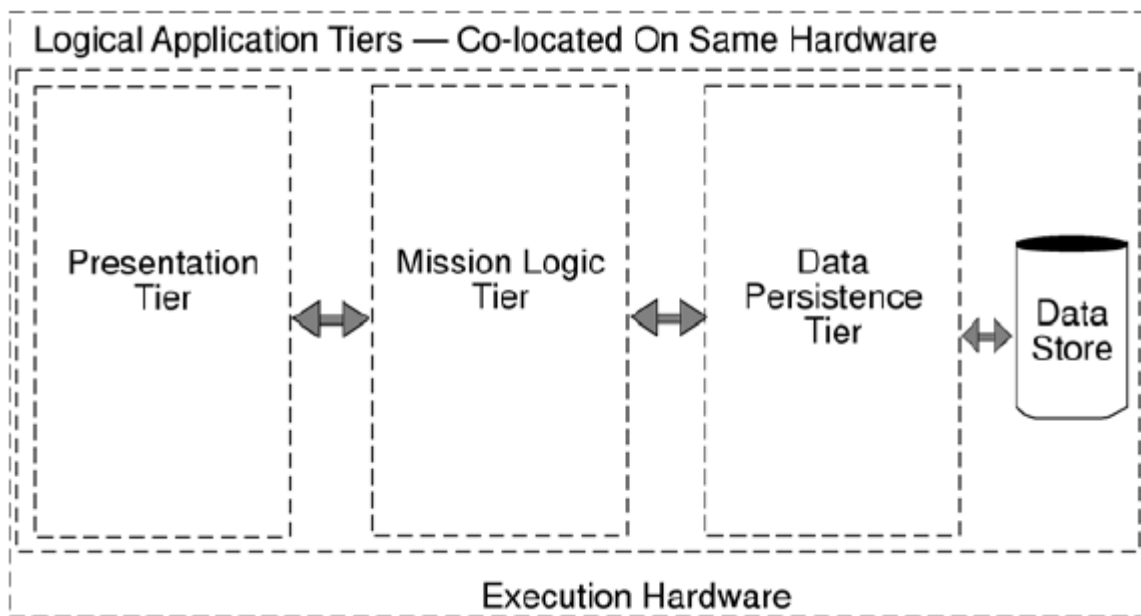 Logical Application Tiers — Co-located On Same Hardware
Presentation
Tier
Mission Logic
Tier
Data
Persistence
Tier
Data
Store
Execution Hardware